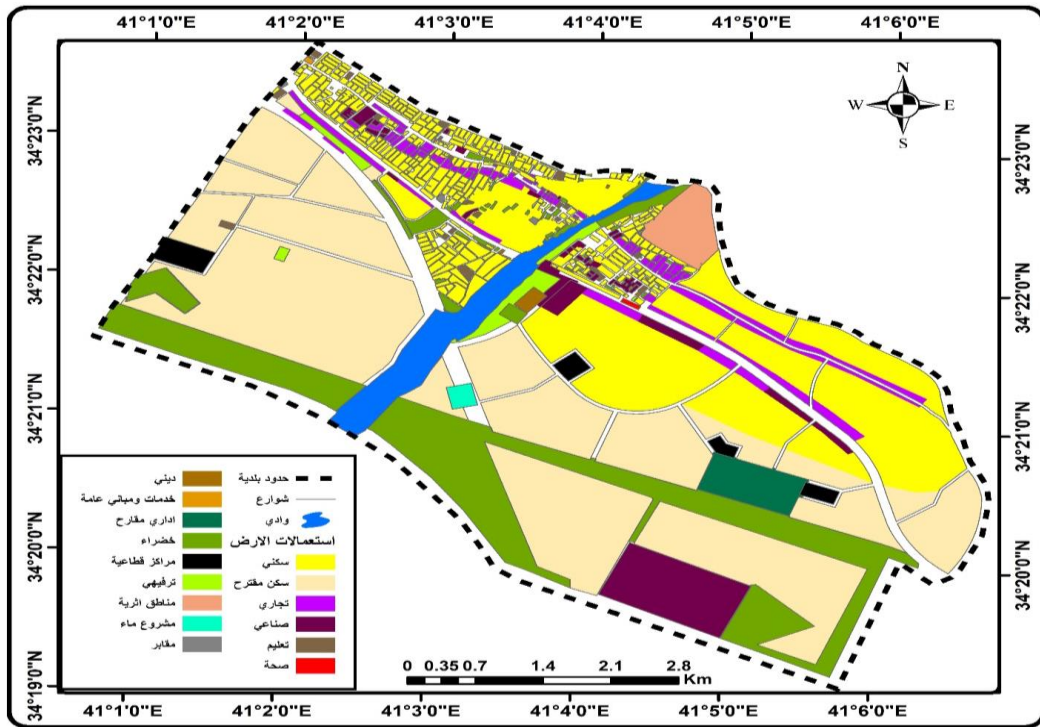 41°1'0"E 41°2'0"E 41°3'0"E 41°4'0"E 41°5'0"E 41°6'0"E
34°23'0"N
34°22'0"N
34°21'0"N
34°20'0"N
34°19'0"N
N
W E
S
34°23'0"N
34°22'0"N
34°21'0"N
34°20'0"N
حدود بلدية
شوارع
وادي
استعمالات الارض
سكني
سكن مقترح
تجاري
صناعي
تعليم
صحة
ديني
خدمات ومباني عامة
اداري مقترح
خضراء
مراكز قطاعية
ترفيهي
مناطق اثرية
مشروع ماء
مقابر
0 0.35 0.7 1.4 2.1 2.8
Km
41°1'0"E 41°2'0"E 41°3'0"E 41°4'0"E 41°5'0"E 41°6'0"E